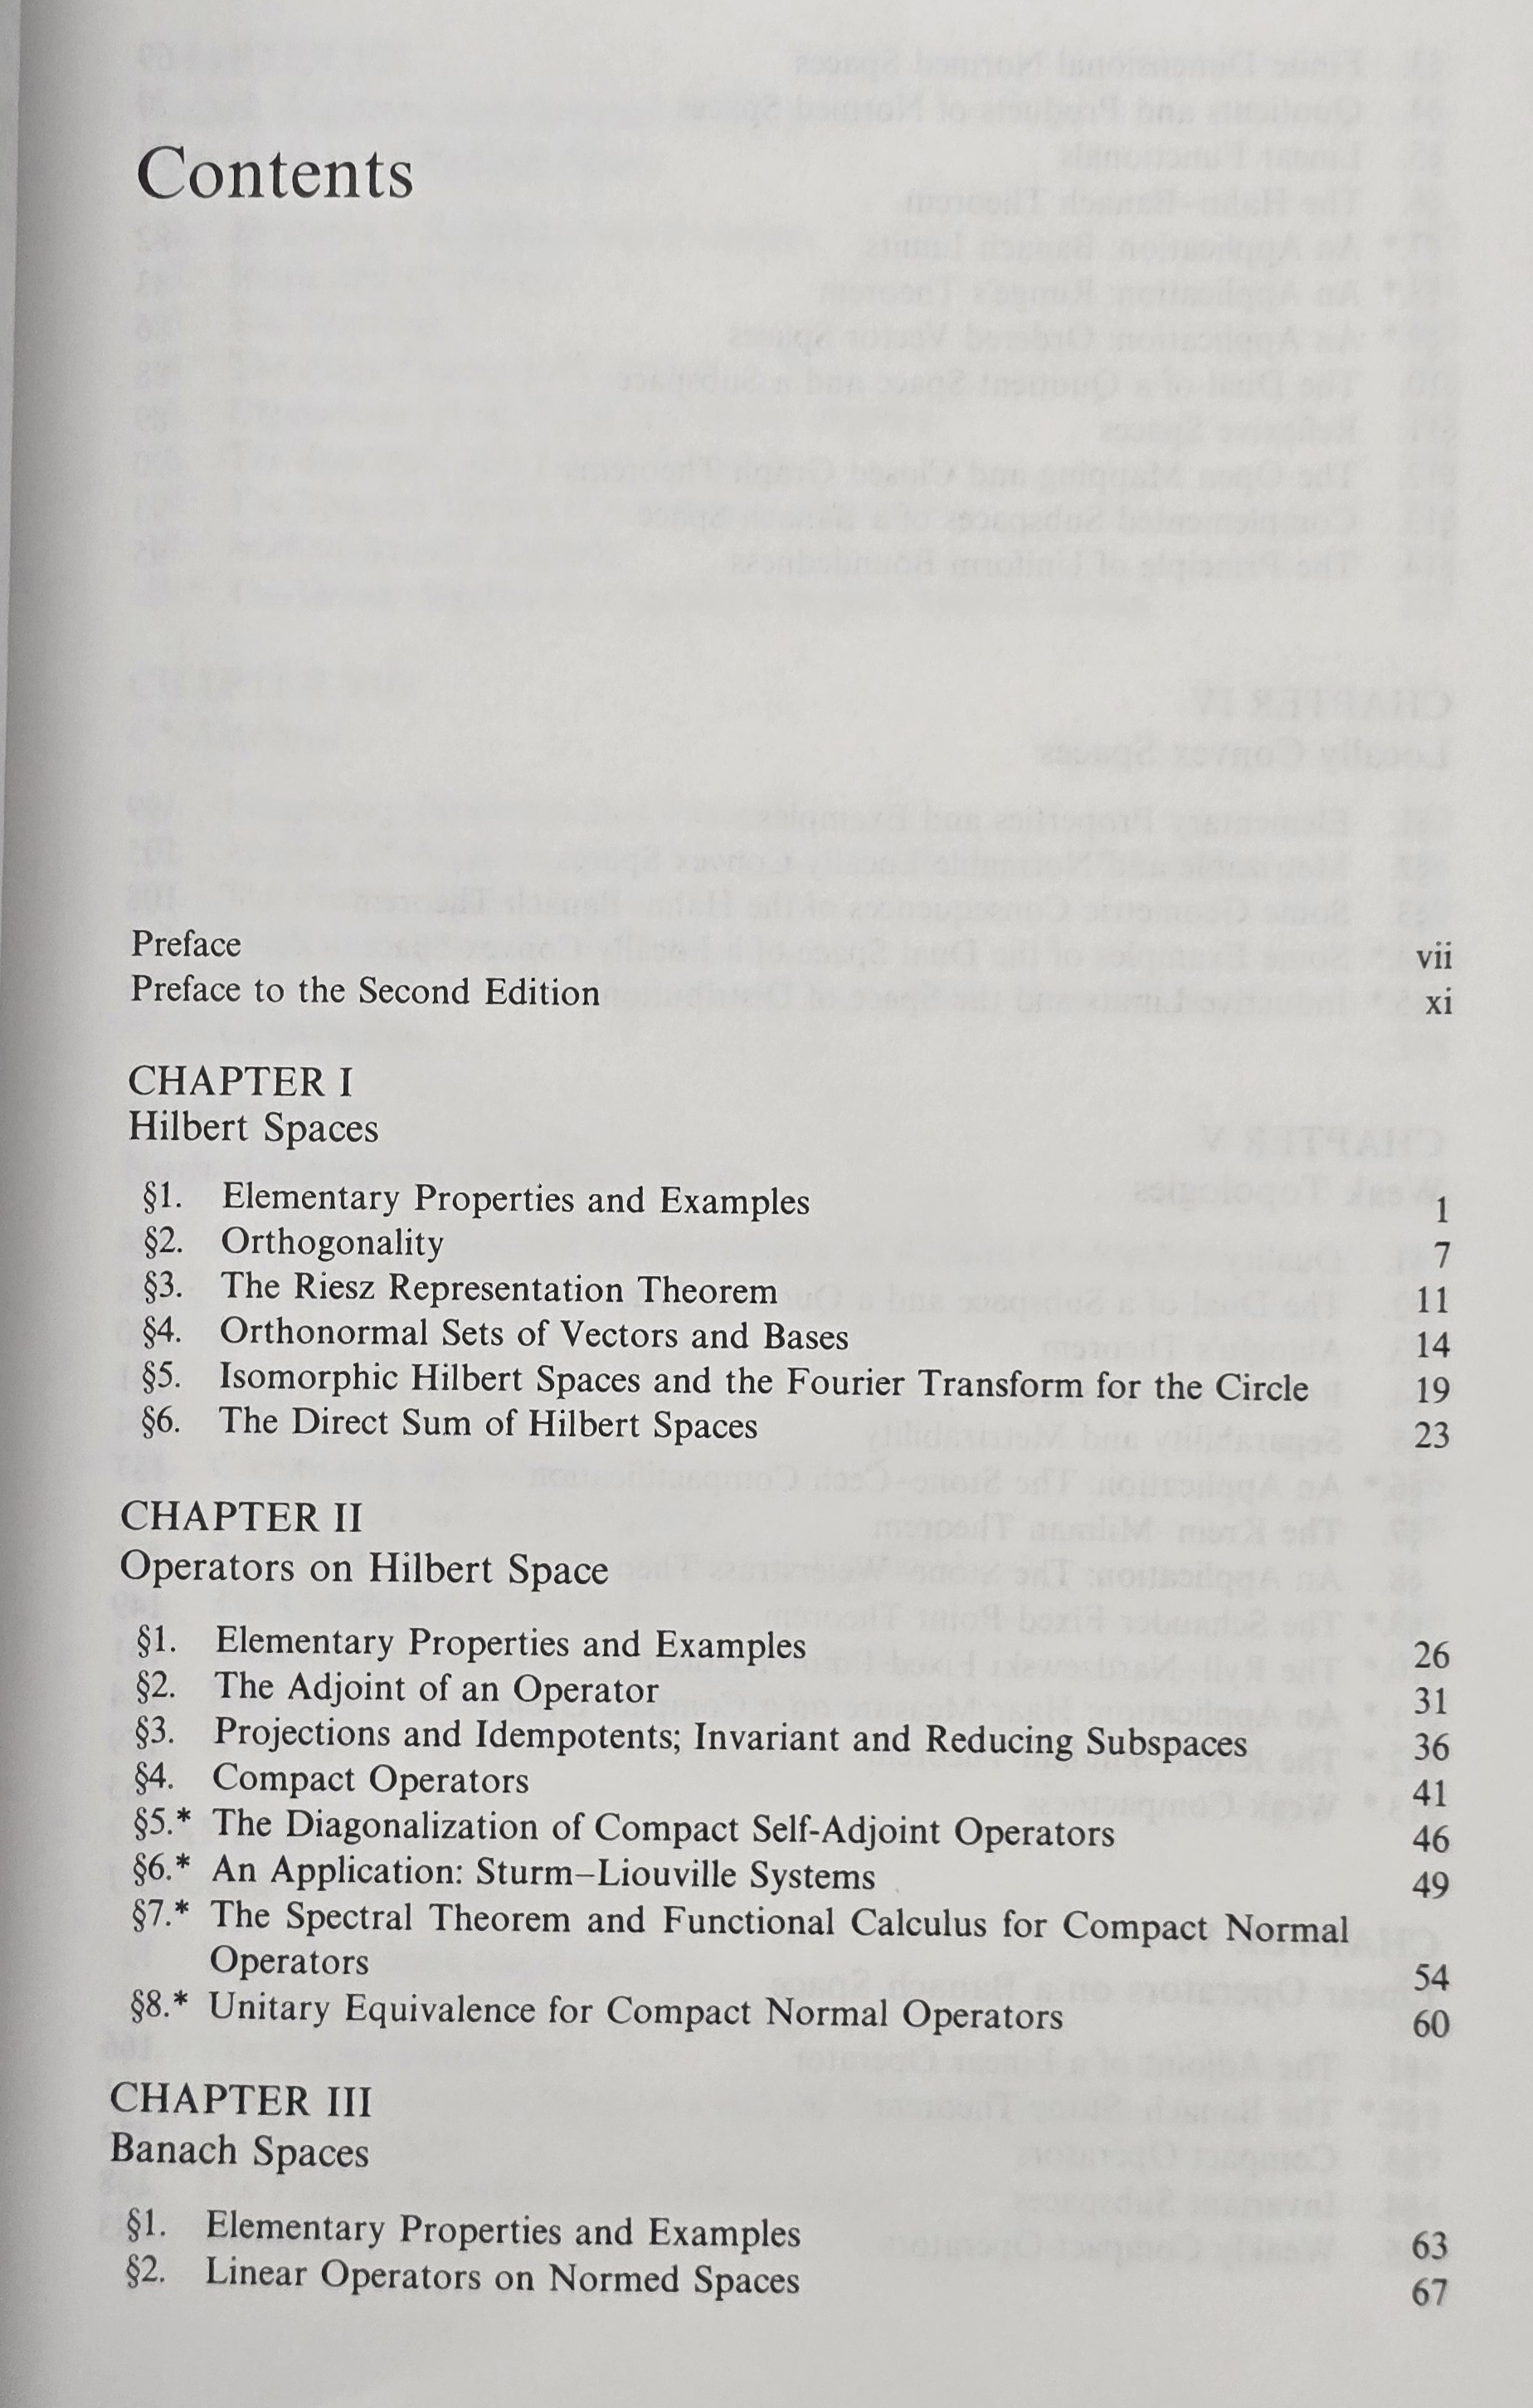 Contents
Preface vii
Preface to the Second Edition xi
CHAPTER I
Hilbert Spaces
§1. Elementary Properties and Examples 1
§2. Orthogonality 7
§3. The Riesz Representation Theorem 11
§4. Orthonormal Sets of Vectors and Bases 14
§5. Isomorphic Hilbert Spaces and the Fourier Transform for the Circle 19
§6. The Direct Sum of Hilbert Spaces 23
CHAPTER II
Operators on Hilbert Space
§1. Elementary Properties and Examples 26
§2. The Adjoint of an Operator 31
§3. Projections and Idempotents; Invariant and Reducing Subspaces 36
§4. Compact Operators 41
§5.* The Diagonalization of Compact Self-Adjoint Operators 46
§6.* An Application: Sturm–Liouville Systems 49
§7.* The Spectral Theorem and Functional Calculus for Compact Normal
Operators 54
§8.* Unitary Equivalence for Compact Normal Operators 60
CHAPTER III
Banach Spaces
§1. Elementary Properties and Examples 63
§2. Linear Operators on Normed Spaces 67